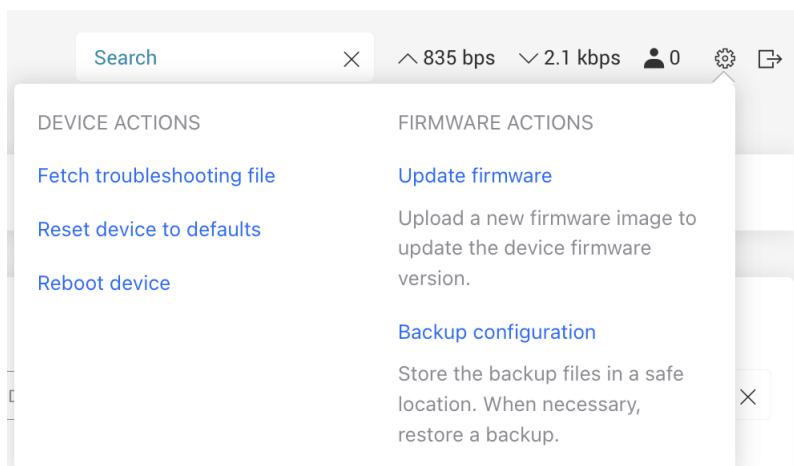 Search
835 bps
2.1 kbps
0
DEVICE ACTIONS
Fetch troubleshooting file
Reset device to defaults
Reboot device
FIRMWARE ACTIONS
Update firmware
Upload a new firmware image to
update the device firmware
version.
Backup configuration
Store the backup files in a safe
location. When necessary,
restore a backup.